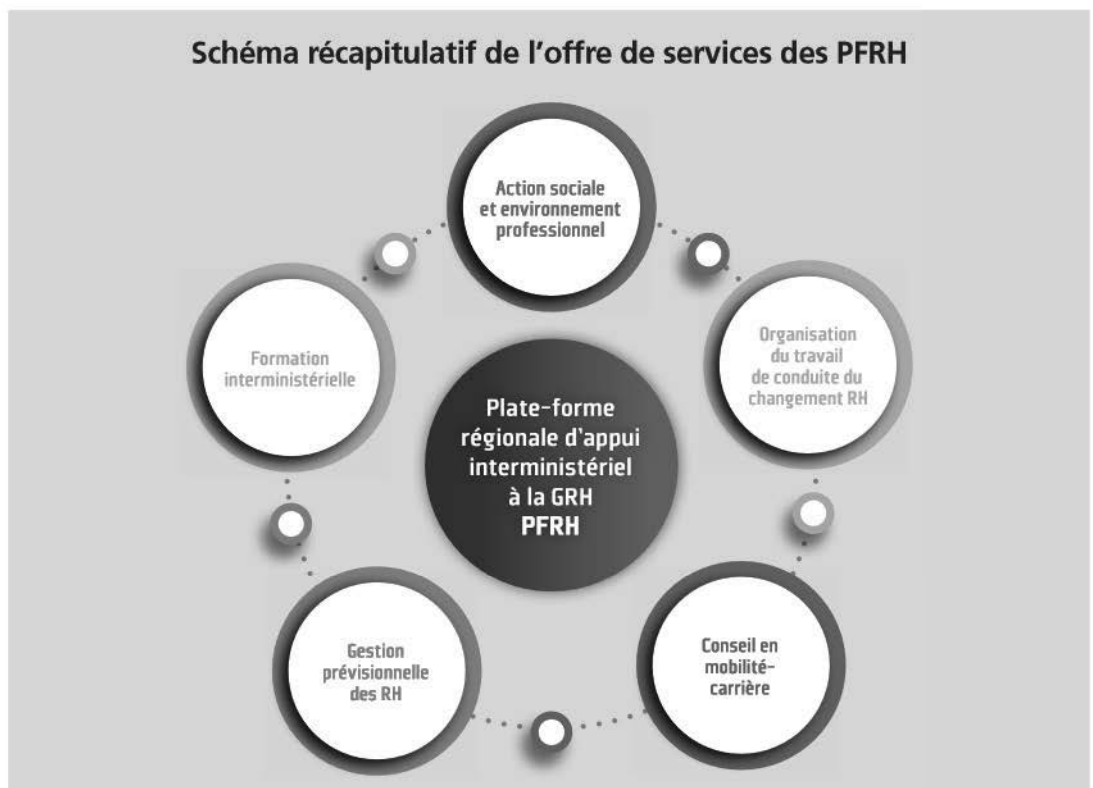 Schéma récapitulatif de l'offre de services des PFRH
Action sociale
et environnement
professionnel
Organisation
du travail
de conduite du
changement RH
Formation
interministérielle
Plate-forme
régionale d'appui
interministériel
à la GRH
PFRH
Gestion
prévisionnelle
des RH
Conseil en
mobilité-
carrière